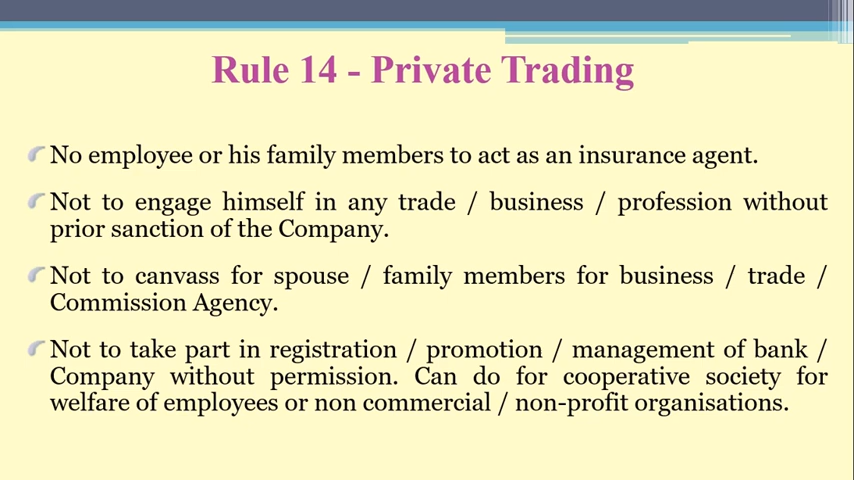 Rule 14 - Private Trading
No employee or his family members to act as an insurance agent.
Not to engage himself in any trade / business / profession without
prior sanction of the Company.
Not to canvass for spouse / family members for business / trade /
Commission Agency.
Not to take part in registration / promotion / management of bank /
Company without permission. Can do for cooperative society for
welfare of employees or non commercial / non-profit organisations.